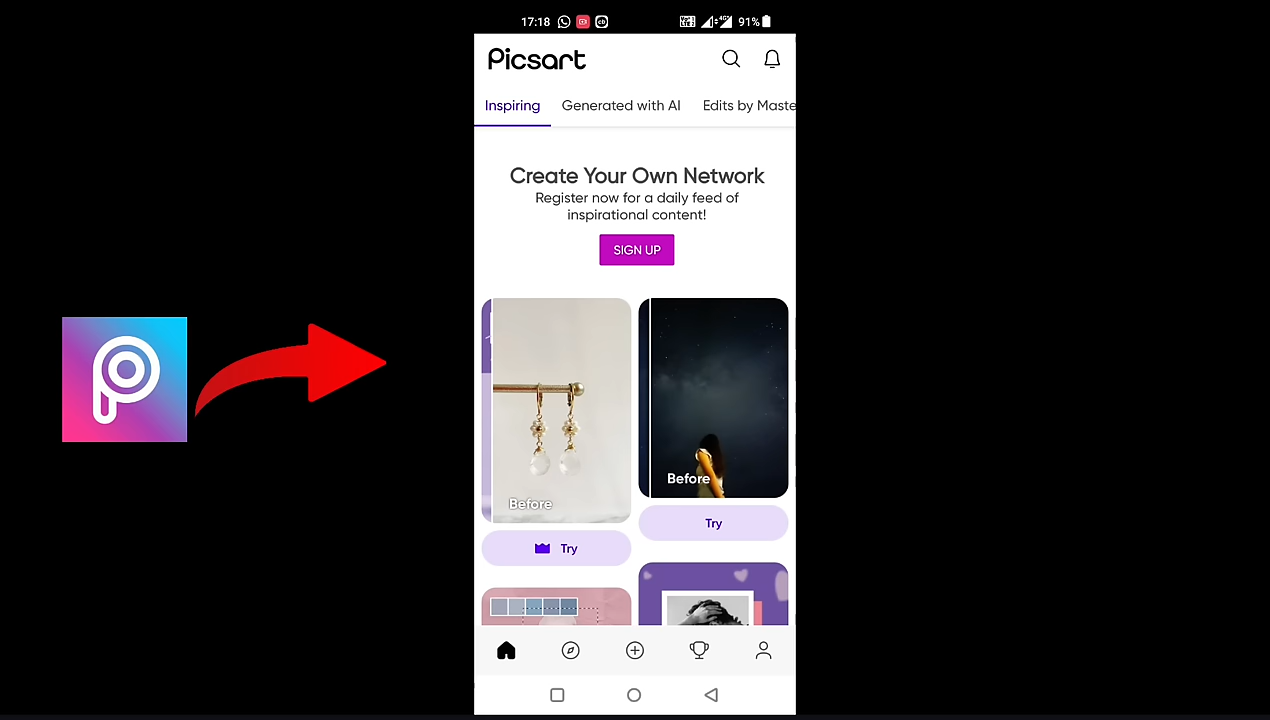 17:18 91%
Picsart
Inspiring Generated with AI Edits by Maste
Create Your Own Network
Register now for a daily feed of
inspirational content!
SIGN UP
Before
Before
Try
Try